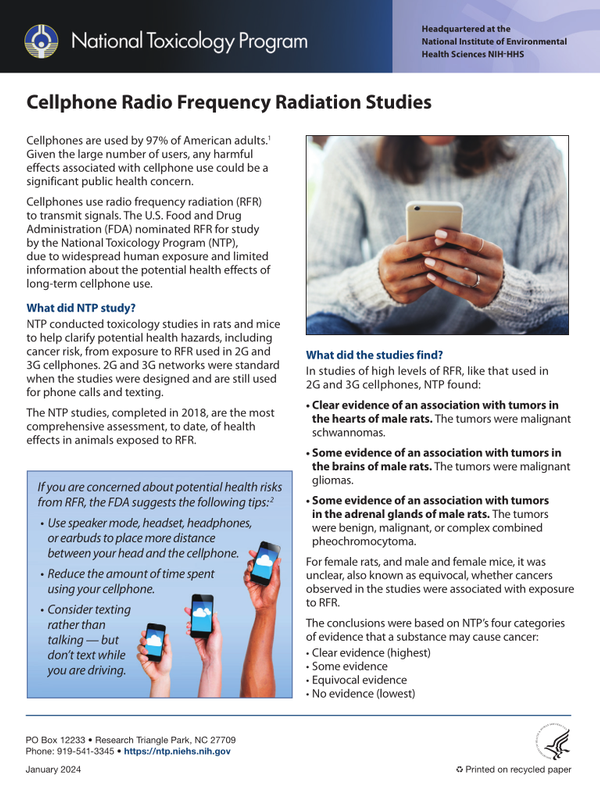 National Toxicology Program
Headquartered at the
National Institute of Environmental
Health Sciences NIH-HHS
Cellphone Radio Frequency Radiation Studies
Cellphones are used by 97% of American adults.¹
Given the large number of users, any harmful
effects associated with cellphone use could be a
significant public health concern.
Cellphones use radio frequency radiation (RFR)
to transmit signals. The U.S. Food and Drug
Administration (FDA) nominated RFR for study
by the National Toxicology Program (NTP),
due to widespread human exposure and limited
information about the potential health effects of
long-term cellphone use.
What did NTP study?
NTP conducted toxicology studies in rats and mice
to help clarify potential health hazards, including
cancer risk, from exposure to RFR used in 2G and
3G cellphones. 2G and 3G networks were standard
when the studies were designed and are still used
for phone calls and texting.
The NTP studies, completed in 2018, are the most
comprehensive assessment, to date, of health
effects in animals exposed to RFR.
If you are concerned about potential health risks
from RFR, the FDA suggests the following tips:²
• Use speaker mode, headset, headphones,
or earbuds to place more distance
between your head and the cellphone.
• Reduce the amount of time spent
using your cellphone.
• Consider texting
rather than
talking — but
don't text while
you are driving.
What did the studies find?
In studies of high levels of RFR, like that used in
2G and 3G cellphones, NTP found:
• Clear evidence of an association with tumors in
the hearts of male rats. The tumors were malignant
schwannomas.
• Some evidence of an association with tumors in
the brains of male rats. The tumors were malignant
gliomas.
• Some evidence of an association with tumors
in the adrenal glands of male rats. The tumors
were benign, malignant, or complex combined
pheochromocytoma.
For female rats, and male and female mice, it was
unclear, also known as equivocal, whether cancers
observed in the studies were associated with exposure
to RFR.
The conclusions were based on NTP's four categories
of evidence that a substance may cause cancer:
• Clear evidence (highest)
• Some evidence
• Equivocal evidence
• No evidence (lowest)
PO Box 12233 • Research Triangle Park, NC 27709
Phone: 919-541-3345 • https://ntp.niehs.nih.gov
January 2024
Printed on recycled paper